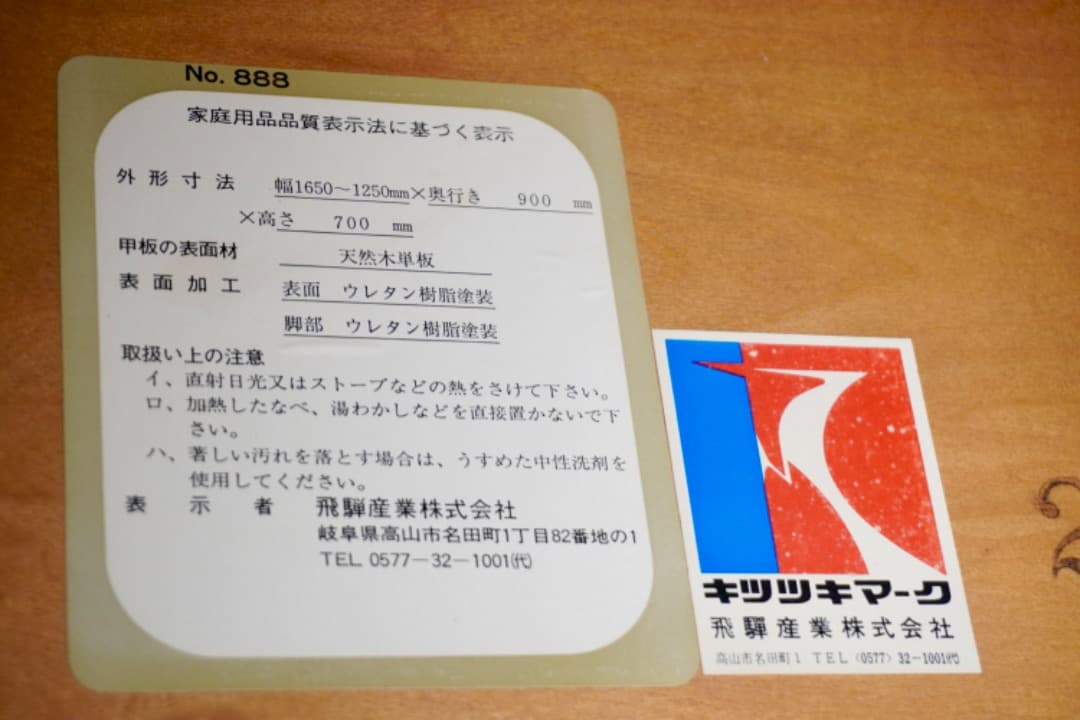 No. 888
家庭用品品質表示法に基づく表示
外形寸法 幅1650〜1250mm×奥行き 900 mm
×高さ 700 mm
甲板の表面材 天然木単板
表面加工 表面 ウレタン樹脂塗装
脚部 ウレタン樹脂塗装
取扱い上の注意
イ、直射日光又はストーブなどの熱をさけて下さい。
ロ、加熱したなべ、湯わかしなどを直接置かないで下
さい。
ハ、著しい汚れを落とす場合は、うすめた中性洗剤を
使用してください。
表示者 飛騨産業株式会社
岐阜県高山市名田町1丁目82番地の1
TEL 0577-32-1001㈹
キツツキマーク
飛驒産業株式会社
高山市名田町1 TEL〈0577〉32-1001㈹